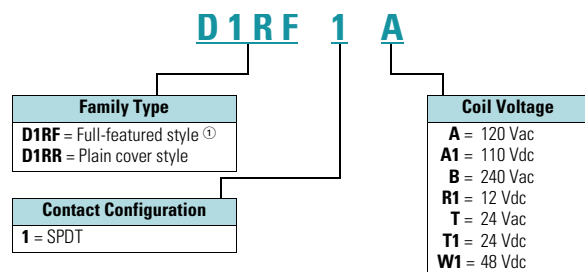 D1RF 1 A
Family Type
D1RF = Full-featured style ①
D1RR = Plain cover style
Contact Configuration
1 = SPDT
Coil Voltage
A = 120 Vac
A1 = 110 Vdc
B = 240 Vac
R1 = 12 Vdc
T = 24 Vac
T1 = 24 Vdc
W1 = 48 Vdc